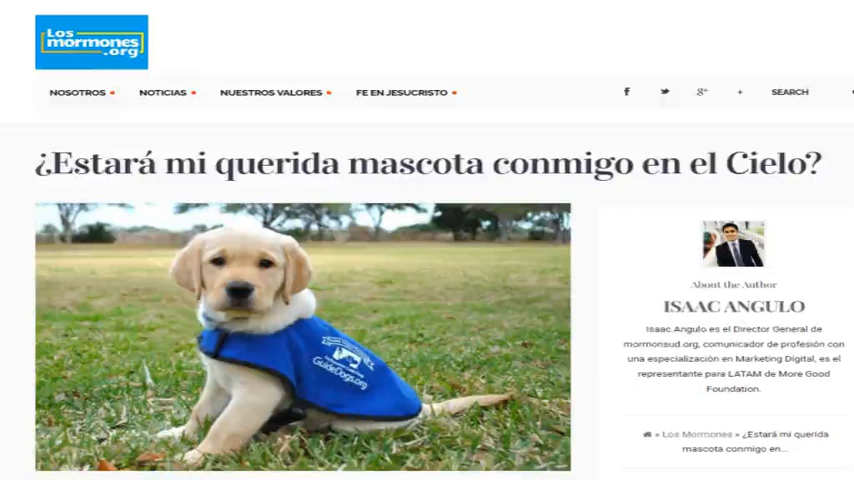 Los
mormones
.org
NOSOTROS
NOTICIAS
NUESTROS VALORES
FE EN JESUCRISTO
SEARCH
¿Estará mi querida mascota conmigo en el Cielo?
GuideDogs.org
About the Author
ISAAC ANGULO
Isaac Angulo es el Director General de
mormonsud.org, comunicador de profesión con
una especialización en Marketing Digital, es el
representante para LATAM de More Good
Foundation.
» Los Mormones » ¿Estará mi querida
mascota conmigo en...